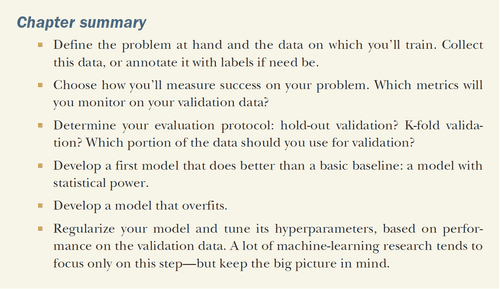 Chapter summary
Define the problem at hand and the data on which you'll train. Collect
this data, or annotate it with labels if need be.
Choose how you'll measure success on your problem. Which metrics will
you monitor on your validation data?
Determine your evaluation protocol: hold-out validation? K-fold valida-
tion? Which portion of the data should you use for validation?
Develop a first model that does better than a basic baseline: a model with
statistical power.
Develop a model that overfits.
Regularize your model and tune its hyperparameters, based on perfor-
mance on the validation data. A lot of machine-learning research tends to
focus only on this step—but keep the big picture in mind.